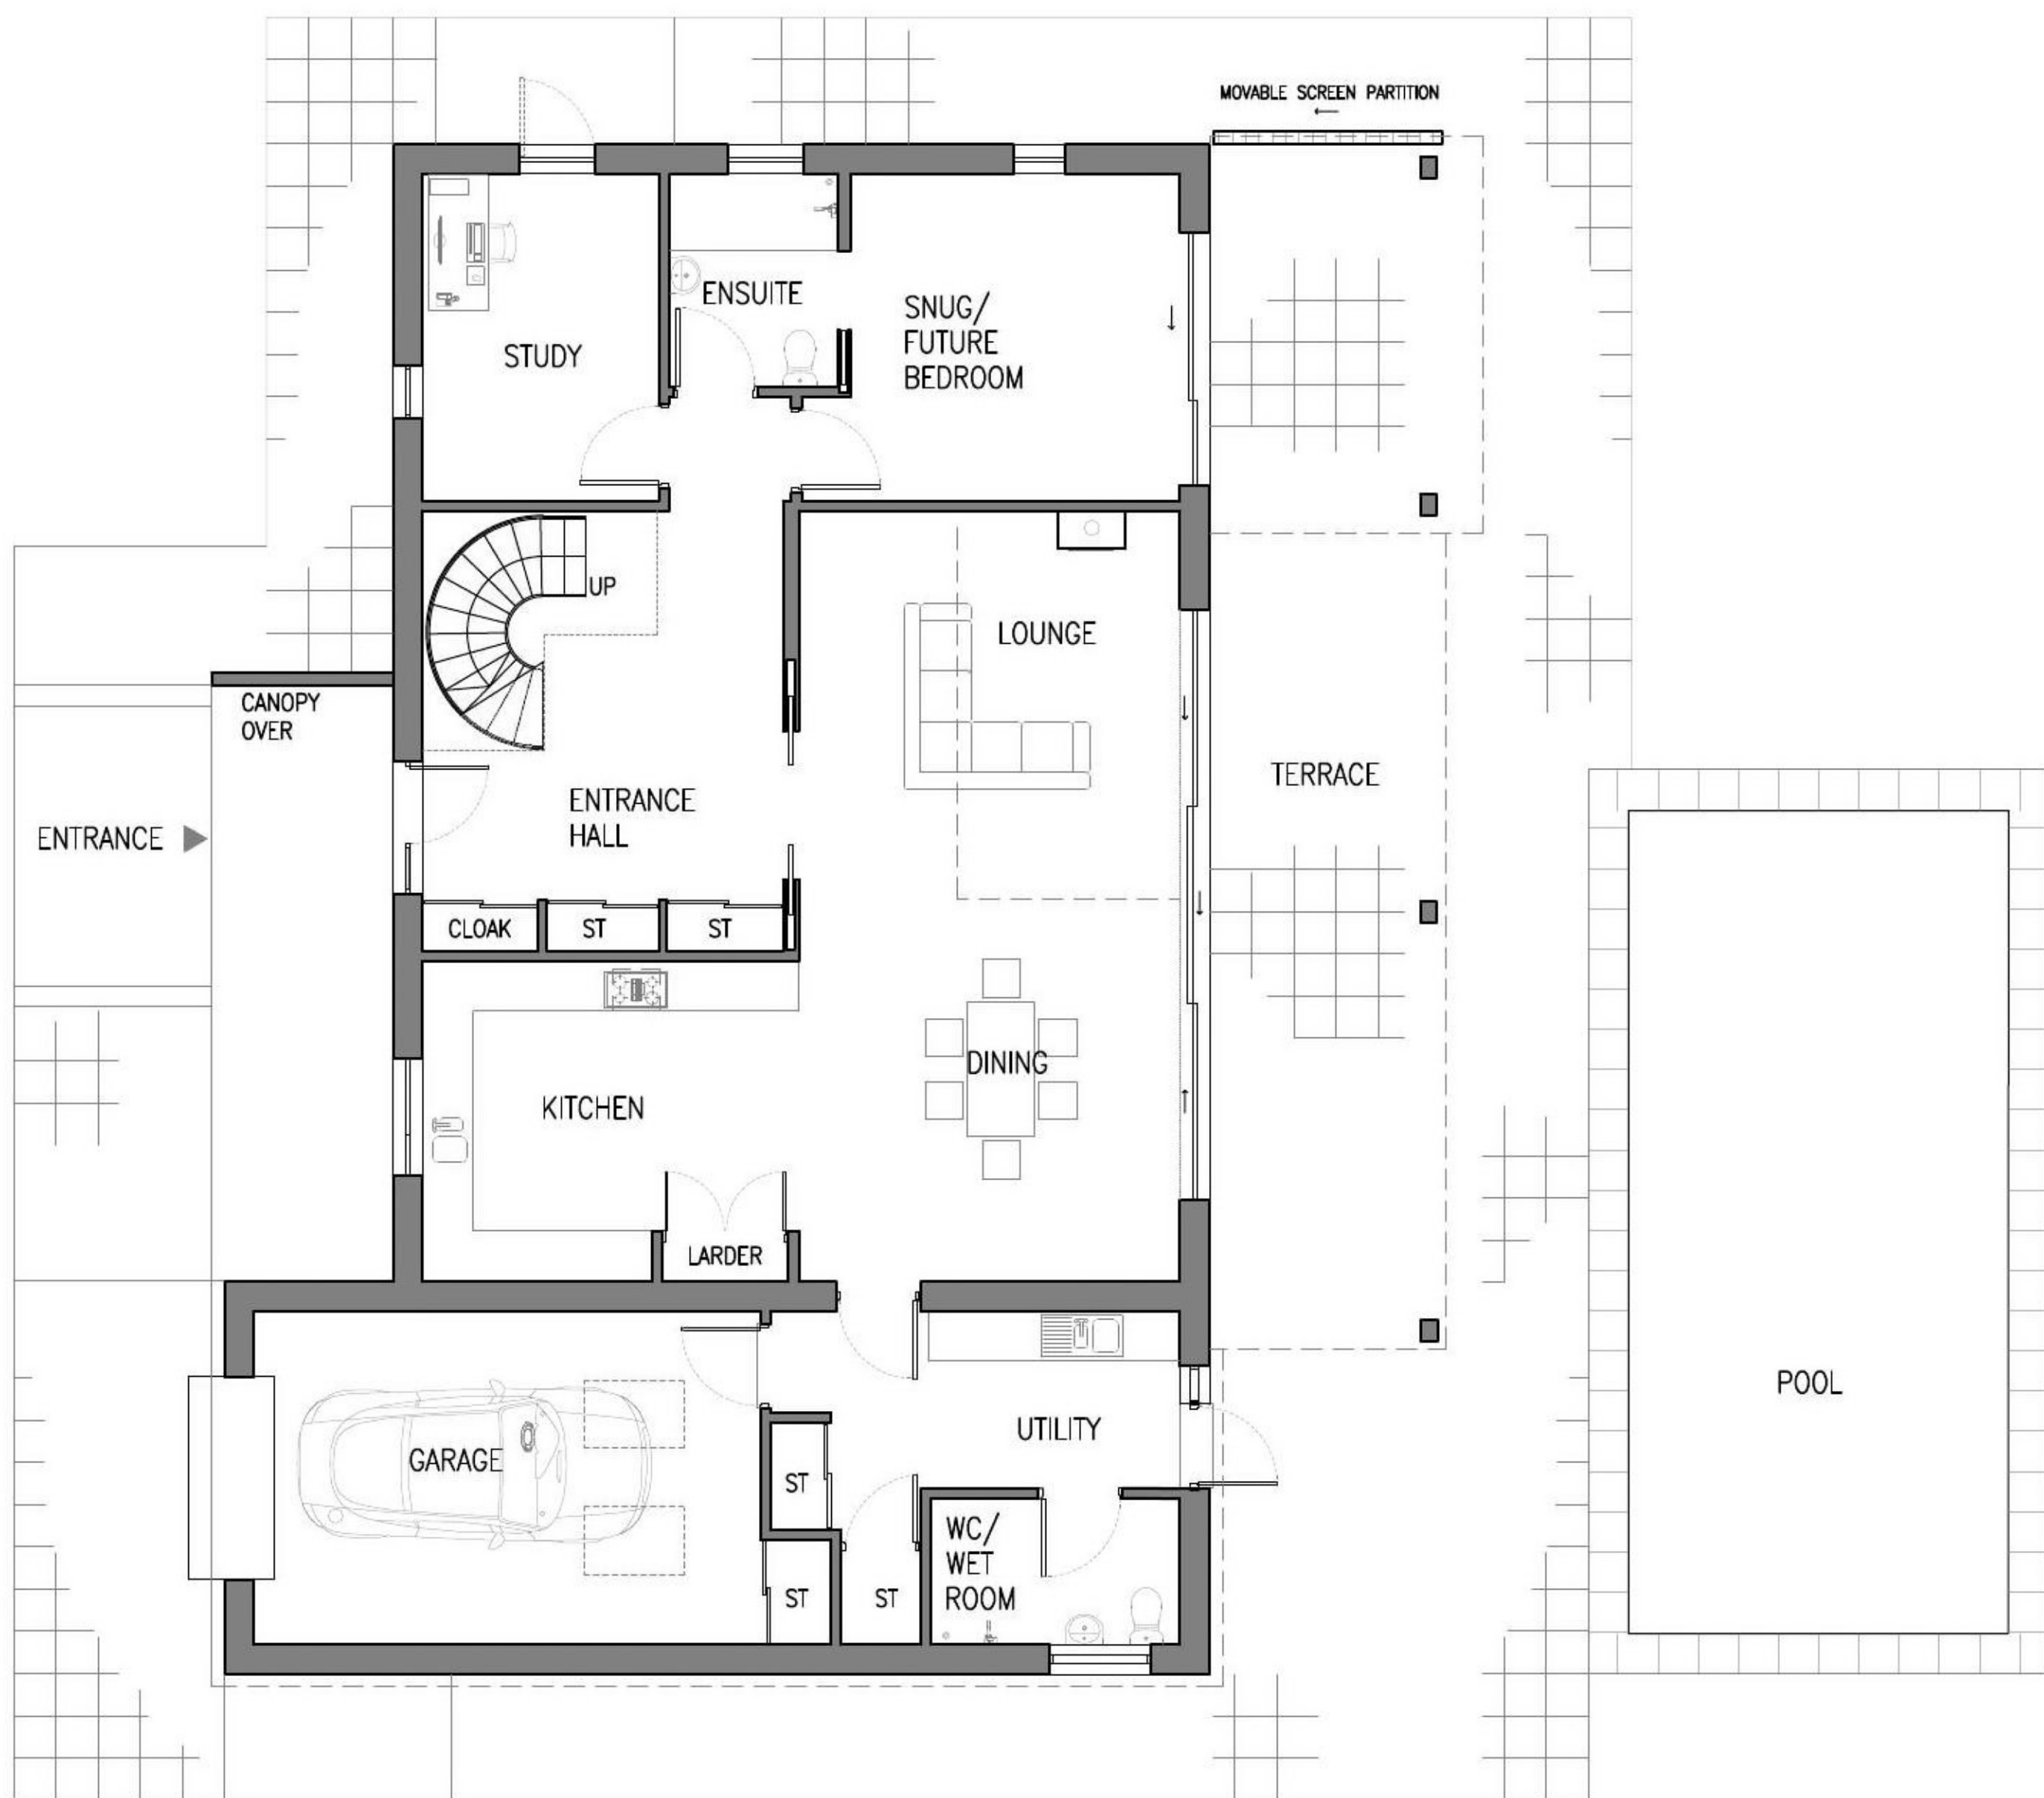 MOVABLE SCREEN PARTITION
ENSUITE
SNUG/
FUTURE
BEDROOM
STUDY
UP
LOUNGE
CANOPY
OVER
TERRACE
ENTRANCE
HALL
ENTRANCE
CLOAK
ST
ST
DINING
KITCHEN
LARDER
POOL
UTILITY
GARAGE
ST
WC/
WET
ROOM
ST
ST